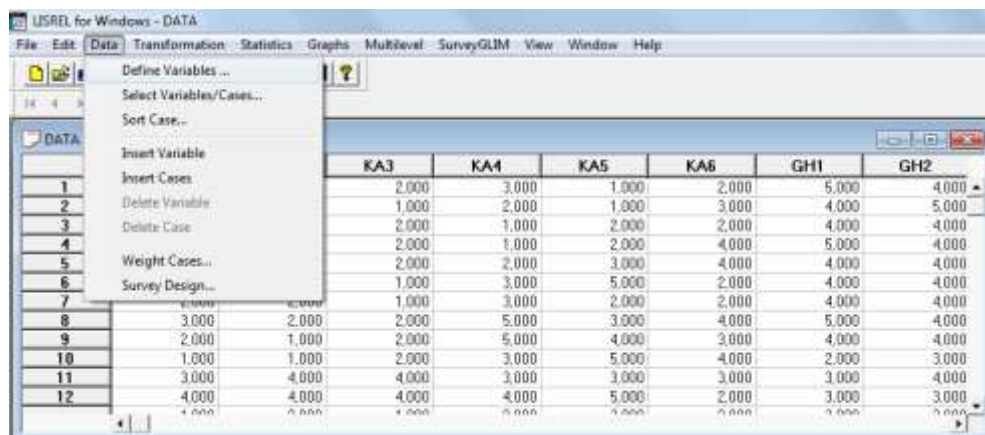 LISREL for Windows - DATA
File Edit Data Transformation Statistics Graphs Multilevel SurveyGLIM View Window Help
Define Variables ...
Select Variables/Cases...
Sort Case...
Insert Variable
Insert Cases
Delete Variable
Delete Case
Weight Cases...
Survey Design...
DATA
KA3 KA4 KA5 KA6 GH1 GH2
1 2,000 3,000 1,000 2,000 5,000 4,000
2 1,000 2,000 1,000 3,000 4,000 5,000
3 2,000 1,000 2,000 2,000 4,000 4,000
4 2,000 1,000 2,000 4,000 5,000 4,000
5 2,000 2,000 3,000 4,000 4,000 4,000
6 1,000 3,000 5,000 2,000 4,000 4,000
7 2,000 2,000 1,000 3,000 2,000 2,000 4,000 4,000
8 3,000 2,000 2,000 5,000 3,000 4,000 5,000 4,000
9 2,000 1,000 2,000 5,000 4,000 3,000 4,000 4,000
10 1,000 1,000 2,000 3,000 5,000 4,000 2,000 3,000
11 3,000 4,000 4,000 3,000 3,000 3,000 3,000 4,000
12 4,000 4,000 4,000 4,000 5,000 2,000 3,000 3,000